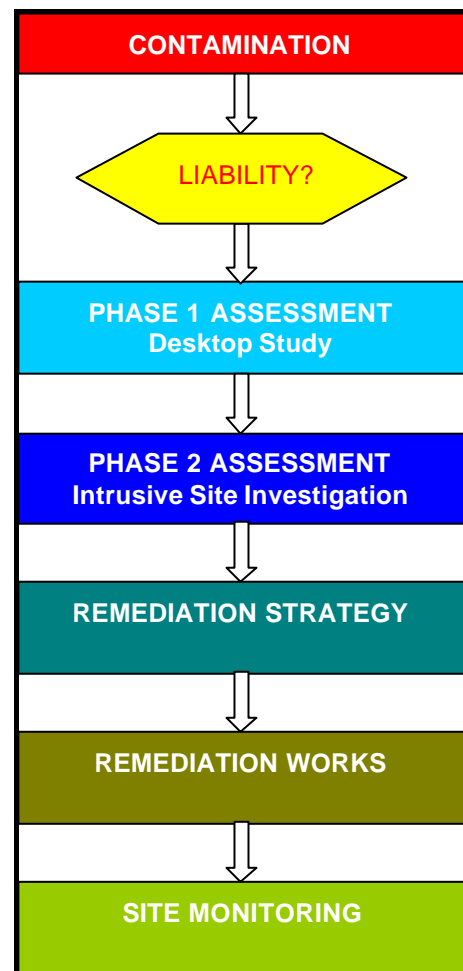 CONTAMINATION
LIABILITY?
PHASE 1 ASSESSMENT
Desktop Study
PHASE 2 ASSESSMENT
Intrusive Site Investigation
REMEDIATION STRATEGY
REMEDIATION WORKS
SITE MONITORING